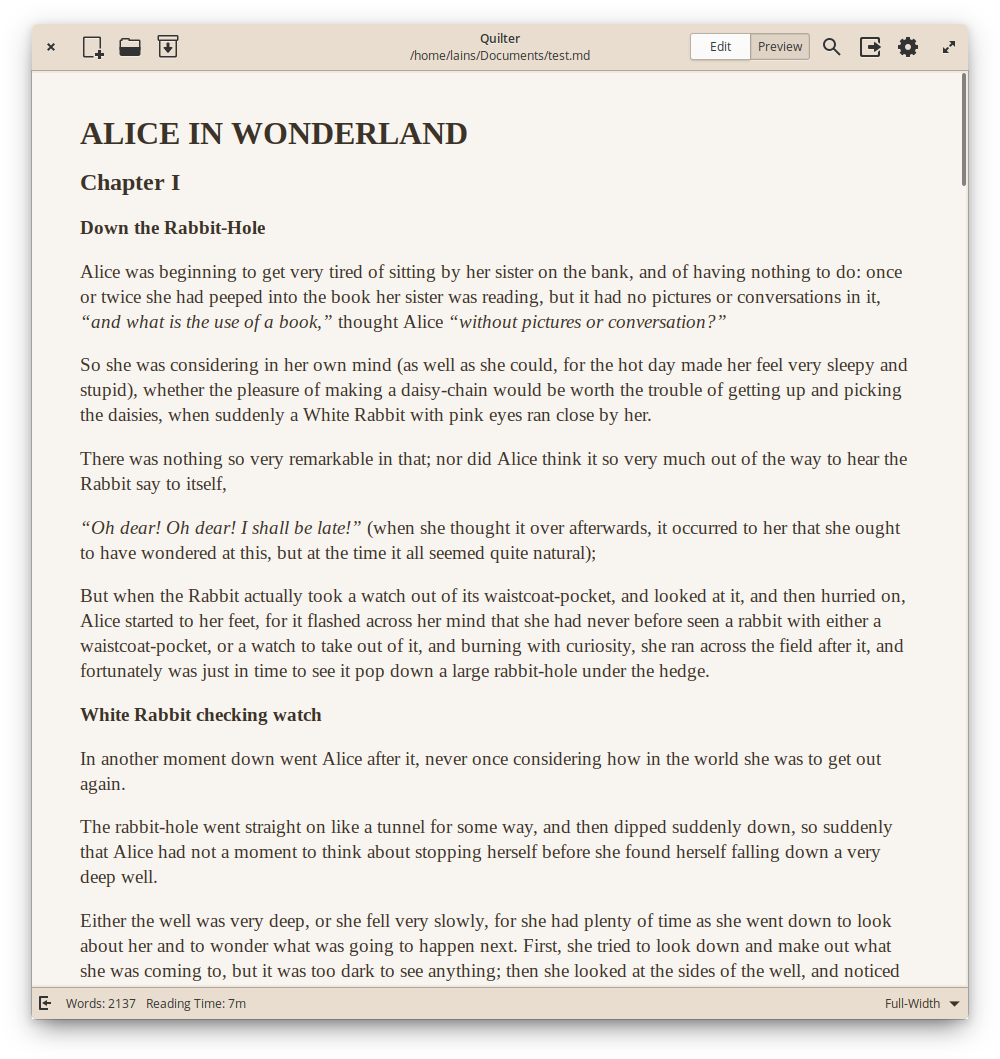 Quilter
/home/lains/Documents/test.md
Edit
Preview
ALICE IN WONDERLAND
Chapter I
Down the Rabbit-Hole
Alice was beginning to get very tired of sitting by her sister on the bank, and of having nothing to do: once
or twice she had peeped into the book her sister was reading, but it had no pictures or conversations in it,
“and what is the use of a book,” thought Alice “without pictures or conversation?”
So she was considering in her own mind (as well as she could, for the hot day made her feel very sleepy and
stupid), whether the pleasure of making a daisy-chain would be worth the trouble of getting up and picking
the daisies, when suddenly a White Rabbit with pink eyes ran close by her.
There was nothing so very remarkable in that; nor did Alice think it so very much out of the way to hear the
Rabbit say to itself,
“Oh dear! Oh dear! I shall be late!” (when she thought it over afterwards, it occurred to her that she ought
to have wondered at this, but at the time it all seemed quite natural);
But when the Rabbit actually took a watch out of its waistcoat-pocket, and looked at it, and then hurried on,
Alice started to her feet, for it flashed across her mind that she had never before seen a rabbit with either a
waistcoat-pocket, or a watch to take out of it, and burning with curiosity, she ran across the field after it, and
fortunately was just in time to see it pop down a large rabbit-hole under the hedge.
White Rabbit checking watch
In another moment down went Alice after it, never once considering how in the world she was to get out
again.
The rabbit-hole went straight on like a tunnel for some way, and then dipped suddenly down, so suddenly
that Alice had not a moment to think about stopping herself before she found herself falling down a very
deep well.
Either the well was very deep, or she fell very slowly, for she had plenty of time as she went down to look
about her and to wonder what was going to happen next. First, she tried to look down and make out what
she was coming to, but it was too dark to see anything; then she looked at the sides of the well, and noticed
Words: 2137 Reading Time: 7m
Full-Width